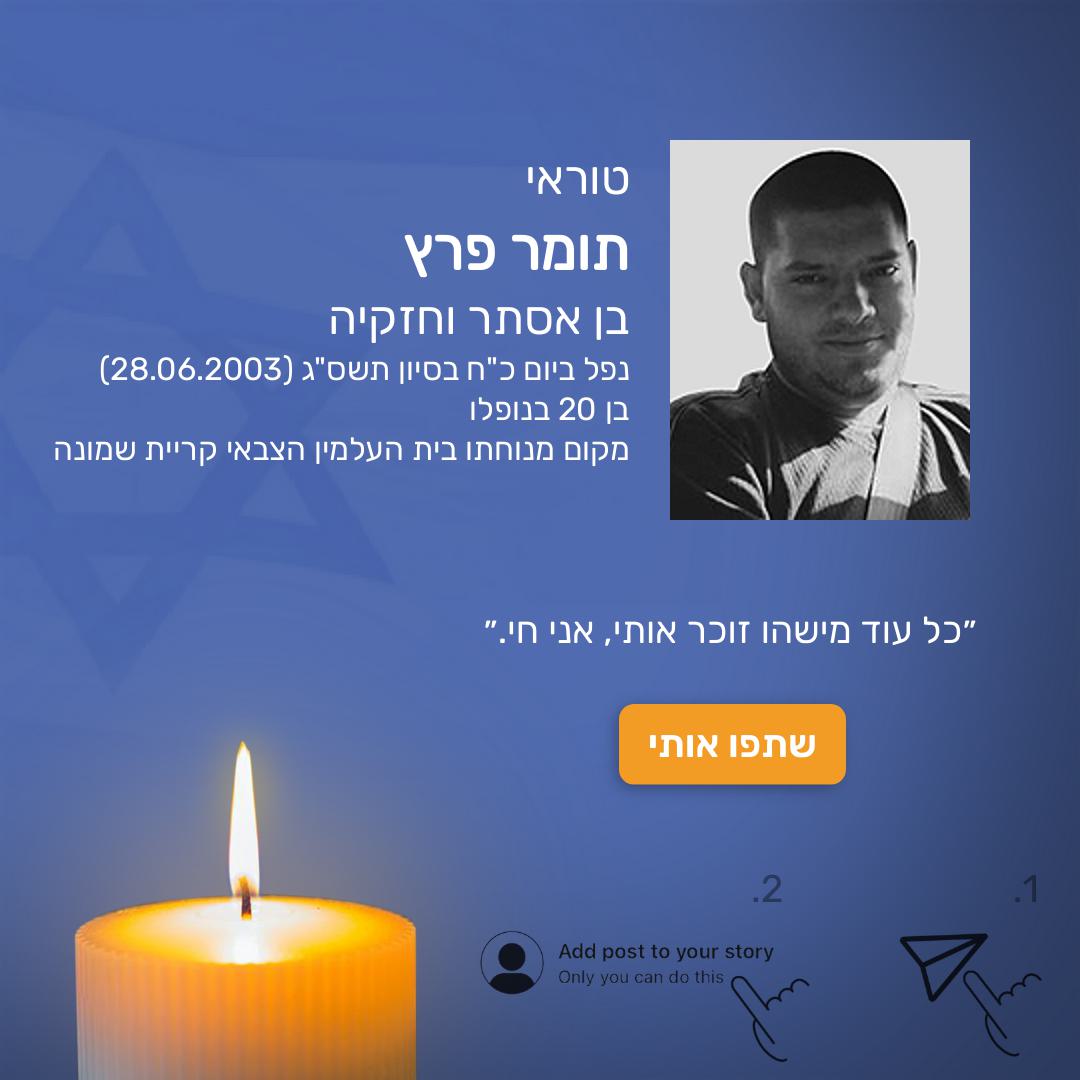 טוראי
תומר פרץ
בן אסתר וחזקיה
נפל ביום כ"ח בסיון תשס"ג (28.06.2003)
בן 20 בנופלו
מקום מנוחתו בית העלמין הצבאי קריית שמונה
״כל עוד מישהו זוכר אותי, אני חי.״
שתפו אותי
.1
.2
Add post to your story
Only you can do this